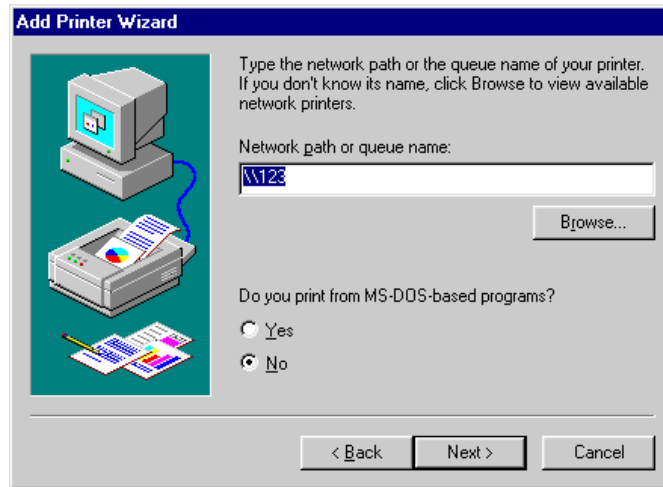 Add Printer Wizard
Type the network path or the queue name of your printer.
If you don't know its name, click Browse to view available
network printers.
Network path or queue name:
\\123
Browse...
Do you print from MS-DOS-based programs?
Yes
No
< Back
Next >
Cancel